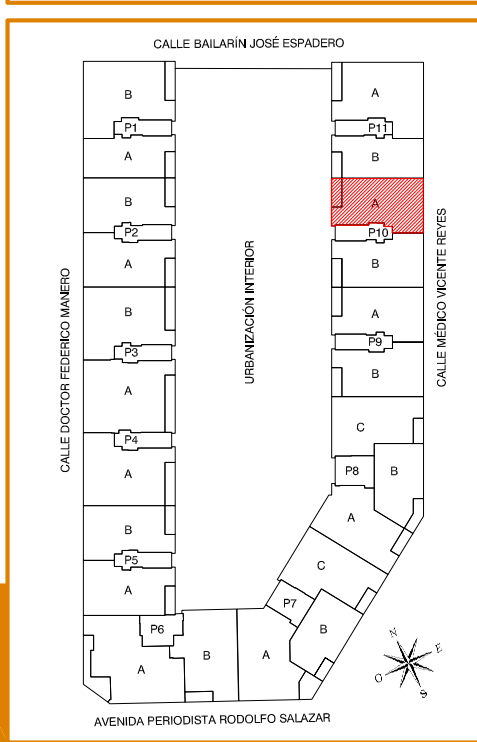 CALLE BAILARÍN JOSÉ ESPADERO
B
A
P1
P11
A
B
B
A
P2
P10
A
B
B
A
P3
P9
A
B
C
P4
P8
B
A
A
B
C
P5
A
P7
P6
B
A
B
A
CALLE DOCTOR FEDERICO MANERO
URBANIZACIÓN INTERIOR
CALLE MÉDICO VICENTE REYES
N
E
O
S
AVENIDA PERIODISTA RODOLFO SALAZAR